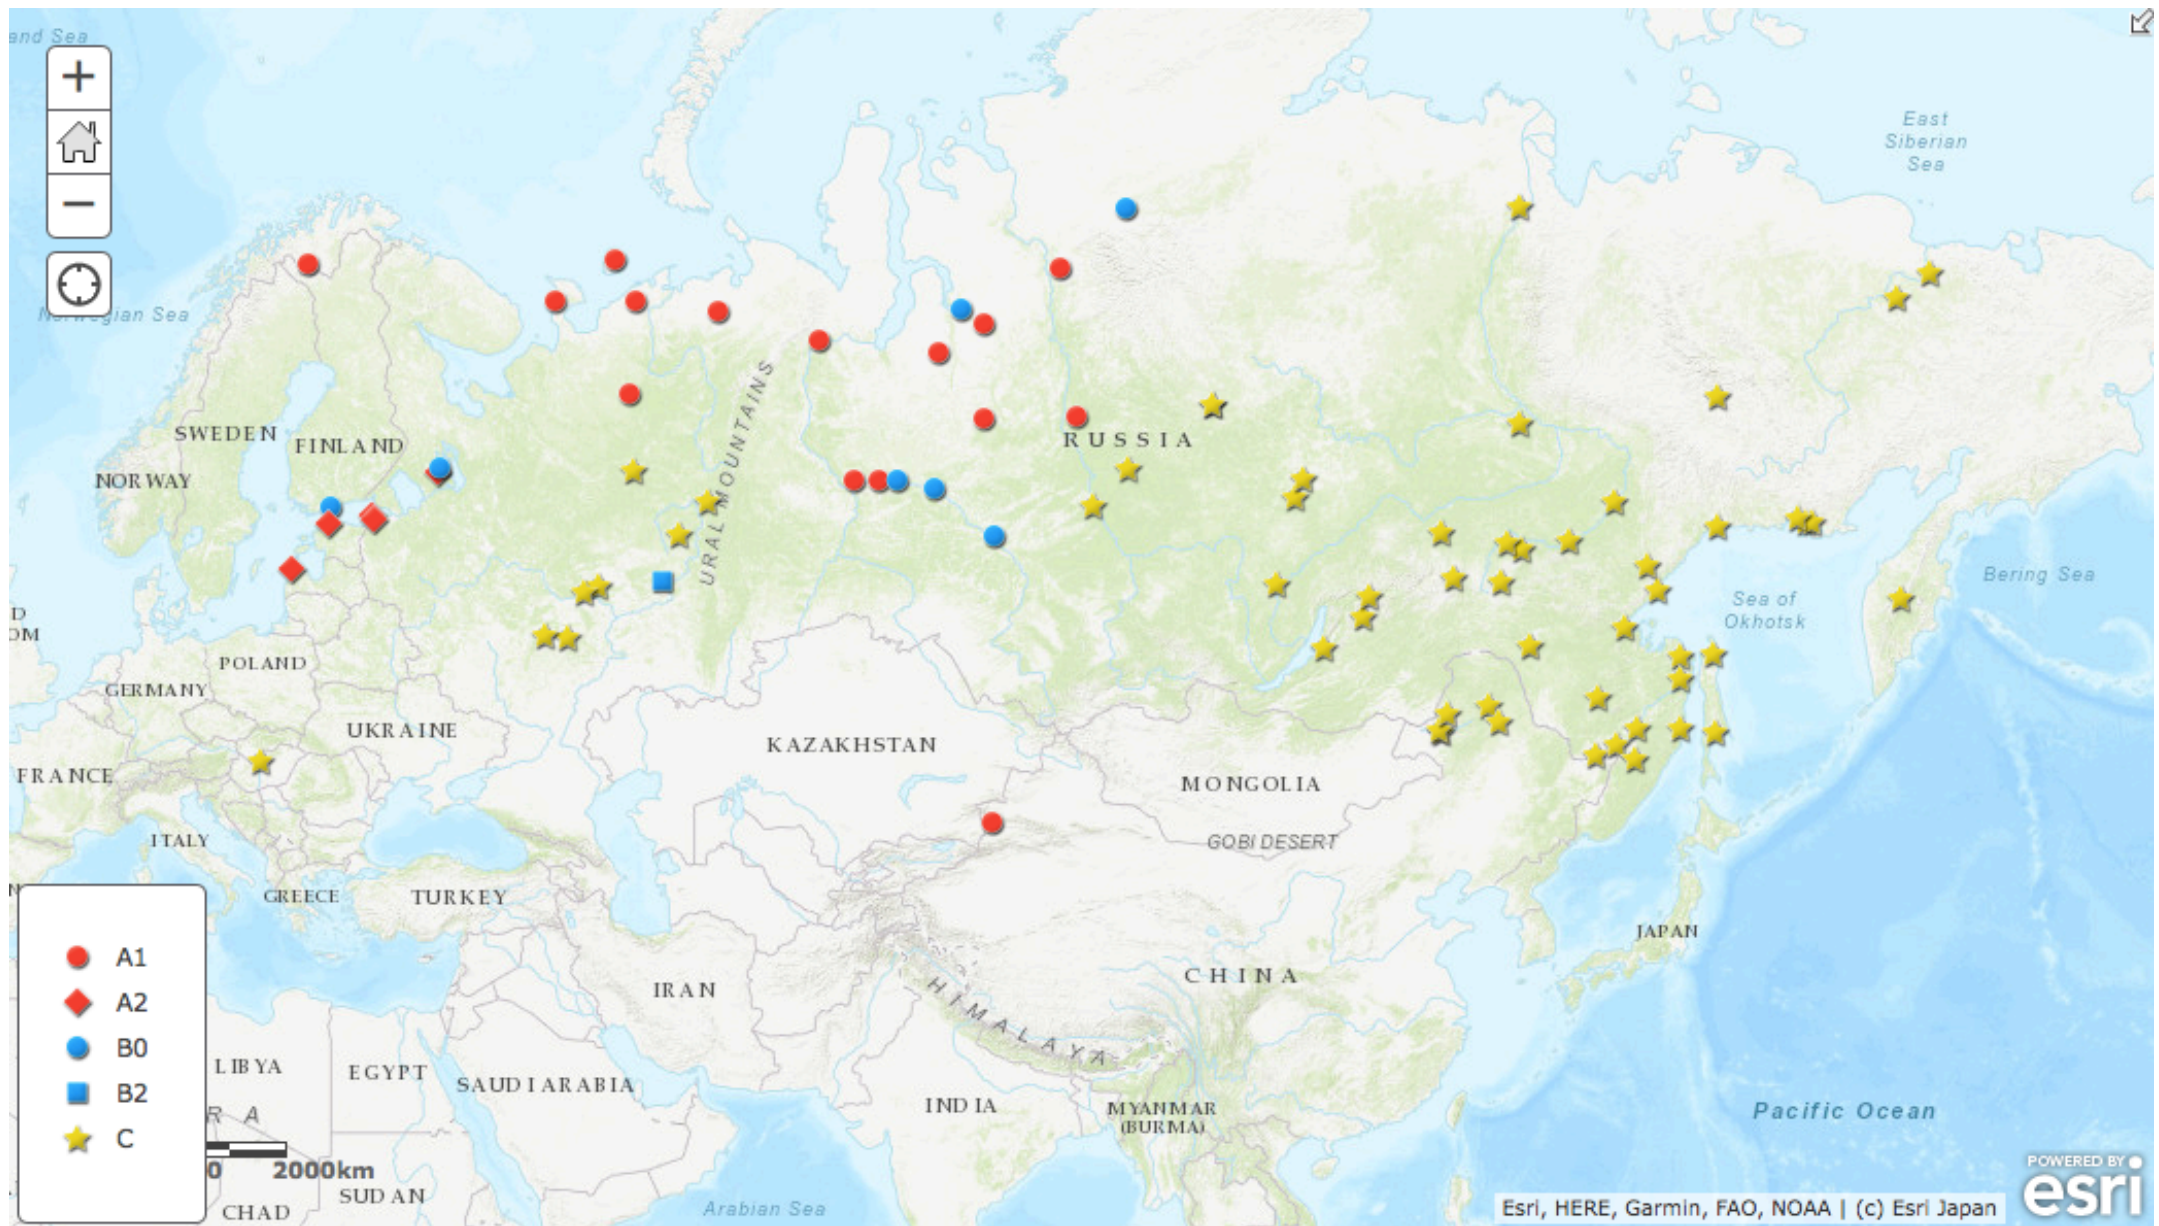 and Sea
East
Siberian
Sea
Norwegian Sea
SWEDEN
FINLAND
NORWAY
RUSSIA
URAL MOUNTAINS
Bering Sea
Sea of
Okhotsk
D
OM
POLAND
GERMANY
UKRAINE
KAZAKHSTAN
FRANCE
MONGOLIA
ITALY
GOBI DESERT
GREECE
TURKEY
JAPAN
IRAN
CHINA
HIMALAYA
A1
A2
B0
B2
C
LIBYA
EGYPT
SAUDI ARABIA
INDIA
MYANMAR
(BURMA)
R A
Pacific Ocean
0 2000km
SUDAN
CHAD
Arabian Sea
POWERED BY
esri
Esri, HERE, Garmin, FAO, NOAA | (c) Esri Japan